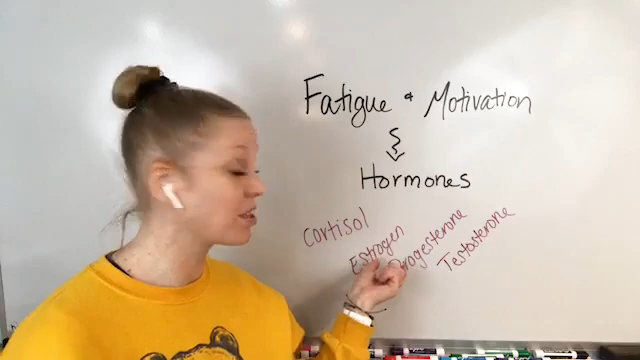 Fatigue & Motivation
Hormones
Cortisol
Estrogen
Progesterone
Testosterone